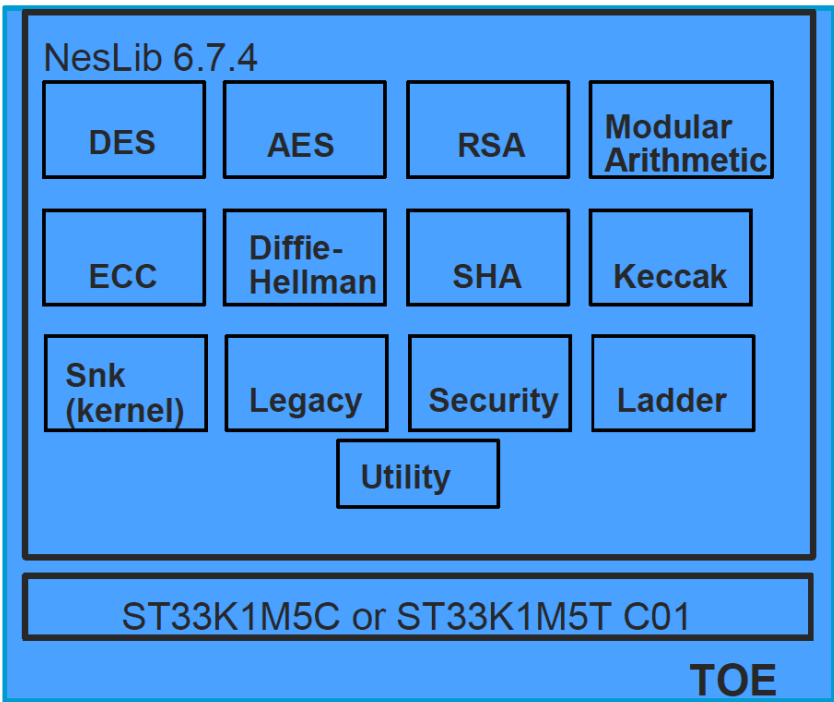 NesLib 6.7.4
DES
AES
RSA
Modular
Arithmetic
ECC
Diffie-
Hellman
SHA
Keccak
Snk
(kernel)
Legacy
Security
Ladder
Utility
ST33K1M5C or ST33K1M5T C01
TOE